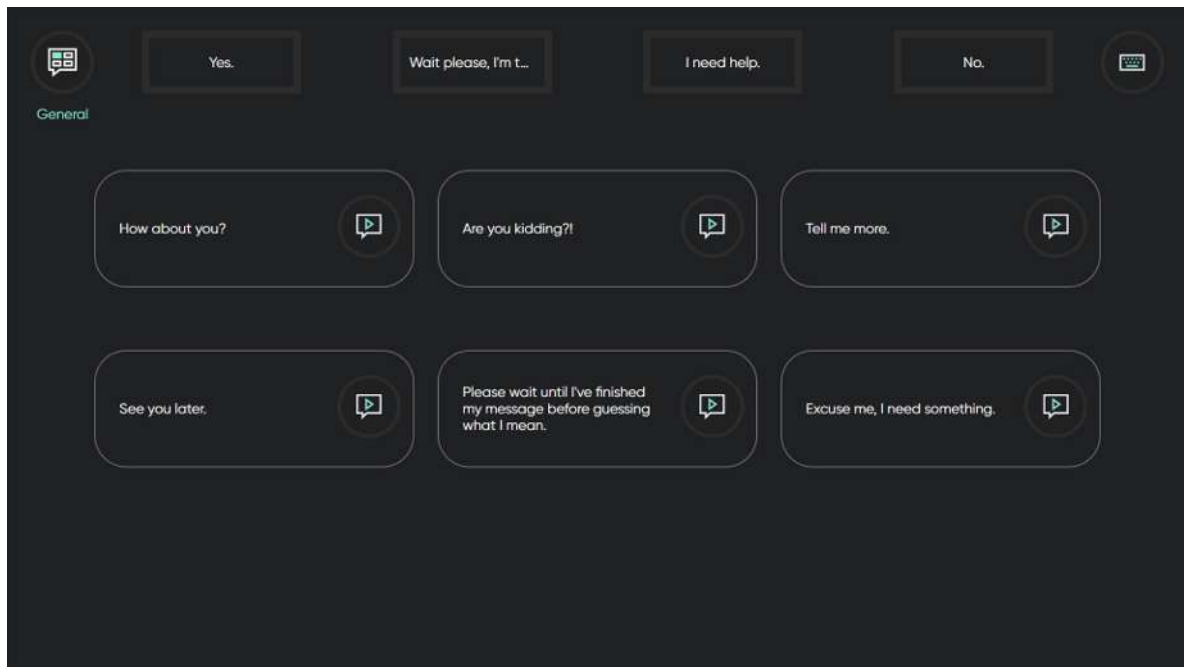 Yes.
Wait please, I'm t...
I need help.
No.
General
How about you?
Are you kidding?!
Tell me more.
See you later.
Please wait until I've finished
my message before guessing
what I mean.
Excuse me, I need something.